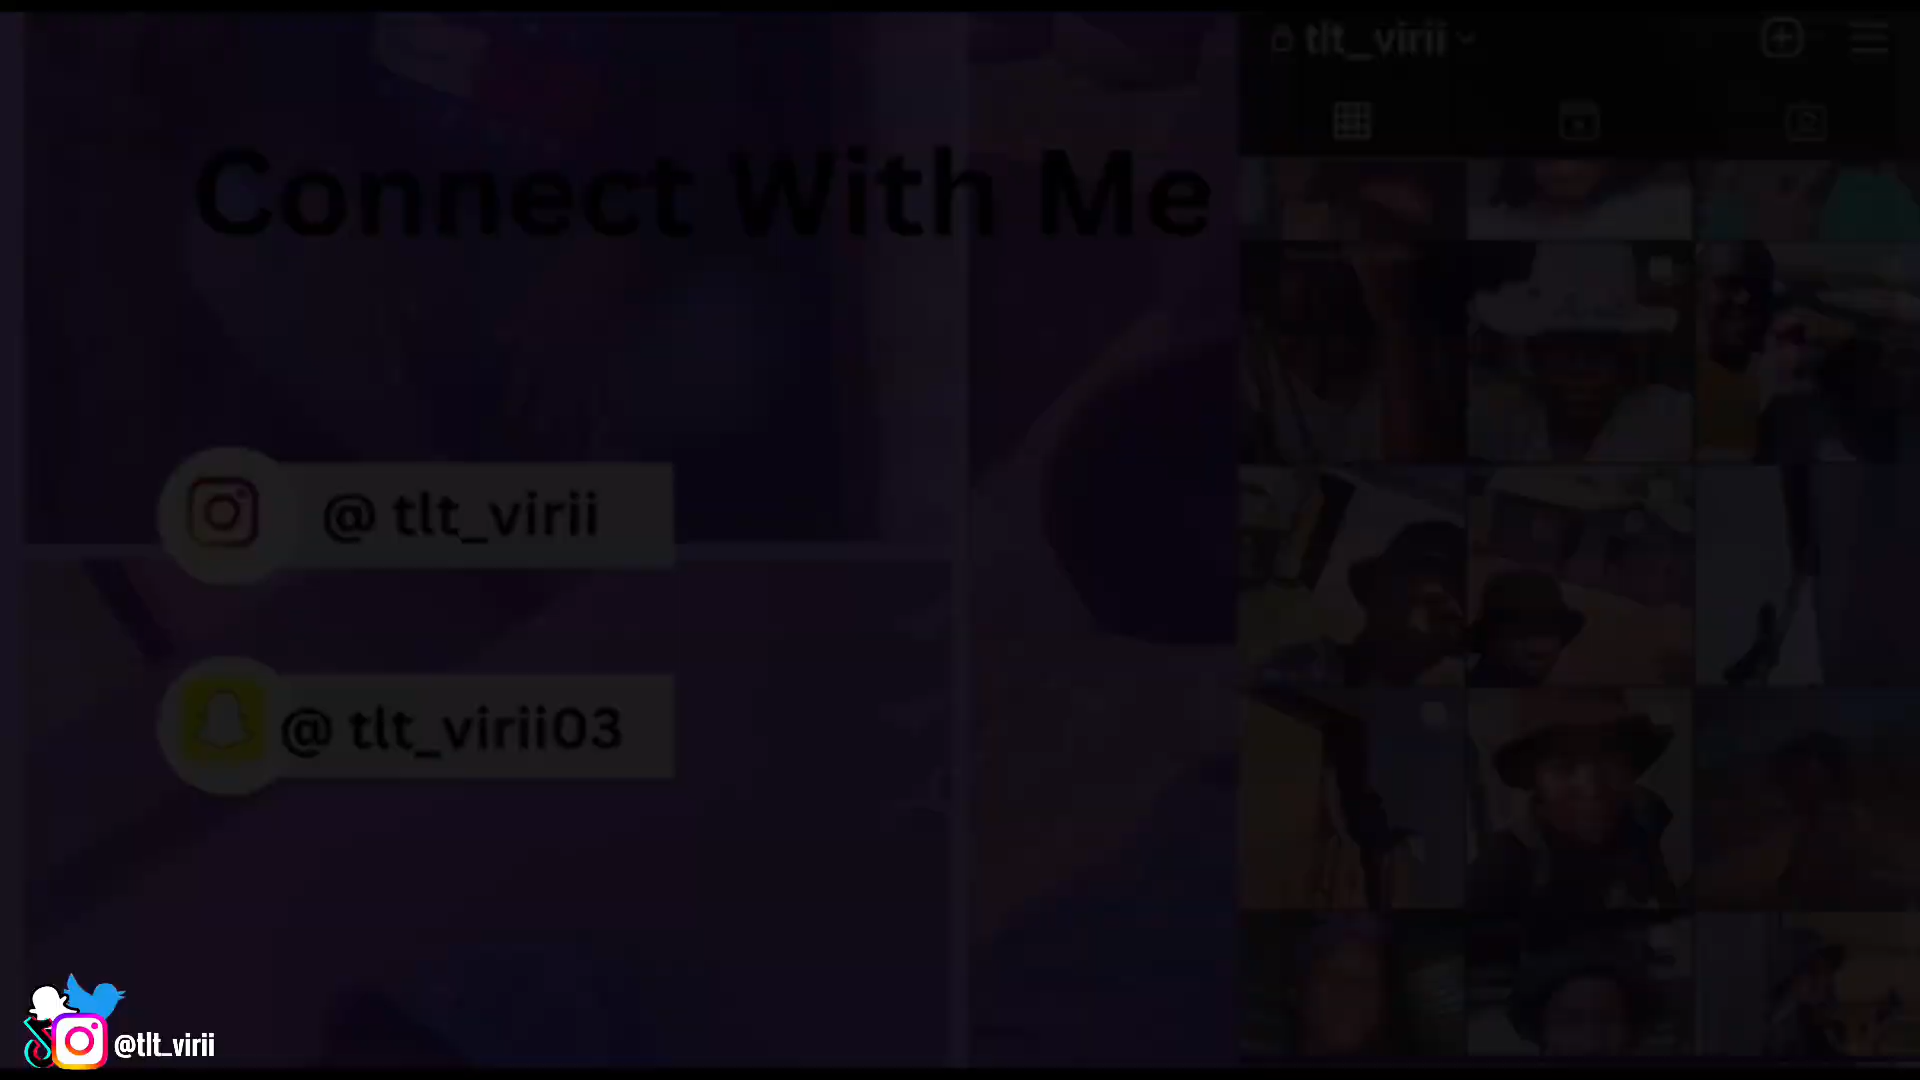 tlt_virii
Connect With Me
@ tlt_virii
@ tlt_virii03
@tlt_virii